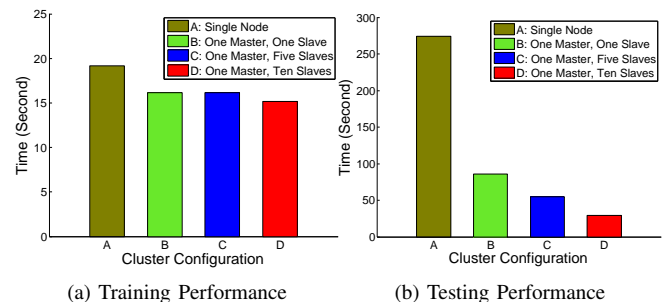 25
20
15
10
5
0
Time (Second)
A: Single Node
B: One Master, One Slave
C: One Master, Five Slaves
D: One Master, Ten Slaves
A B C D
Cluster Configuration
(a) Training Performance
300
250
200
150
100
50
0
Time (Second)
A: Single Node
B: One Master, One Slave
C: One Master, Five Slaves
D: One Master, Ten Slaves
A B C D
Cluster Configuration
(b) Testing Performance